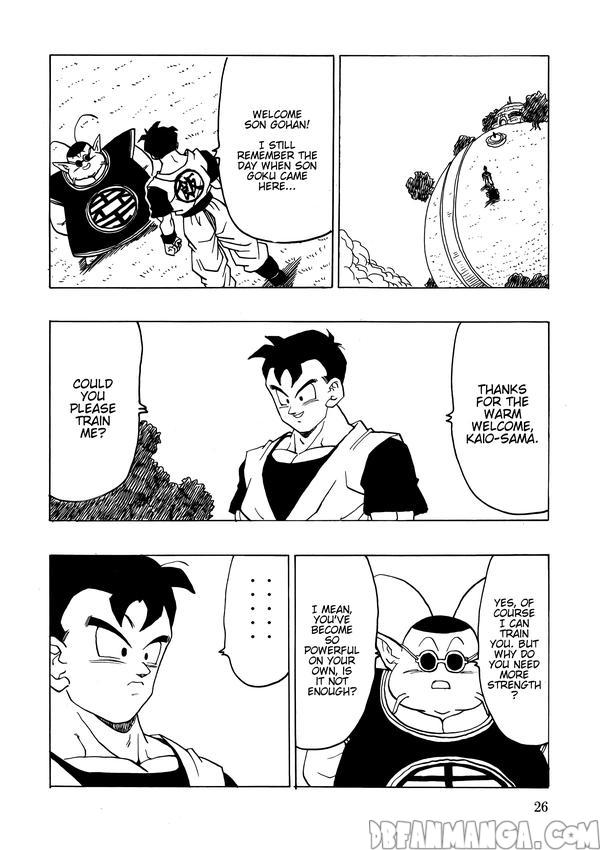 WELCOME
SON GOHAN!
I STILL
REMEMBER THE
DAY WHEN SON
GOKU CAME
HERE...
THANKS
FOR THE
WARM
WELCOME,
KAIO-SAMA.
COULD
YOU
PLEASE
TRAIN
ME?
YES, OF
COURSE
I CAN
TRAIN
YOU. BUT
WHY DO
YOU NEED
MORE
STRENGTH
?
I MEAN,
YOU'VE
BECOME
SO
POWERFUL
ON YOUR
OWN, IS
IT NOT
ENOUGH?
26
DBFANMANGA.COM